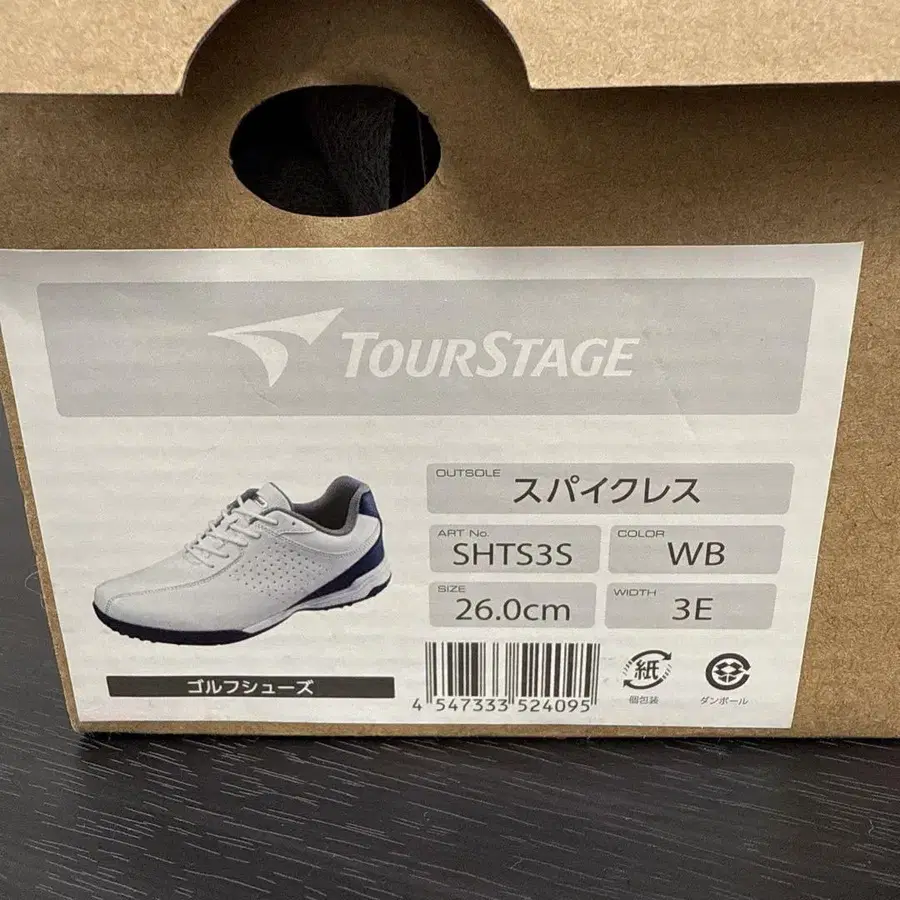 TOURSTAGE
OUTSOLE
スパイクレス
ART No.
SHTS3S
COLOR
WB
SIZE
26.0cm
WIDTH
3E
ゴルフシューズ
4 547333 524095
紙
個包装
ダンボール